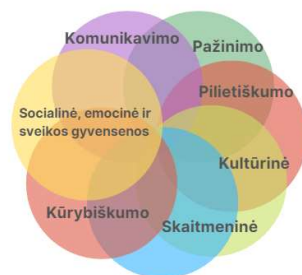 Komunikavimo
Pažinimo
Pilietiškumo
Socialinė, emocinė ir
sveikos gyvensenos
Kultūrinė
Kūrybiškumo
Skaitmeninė